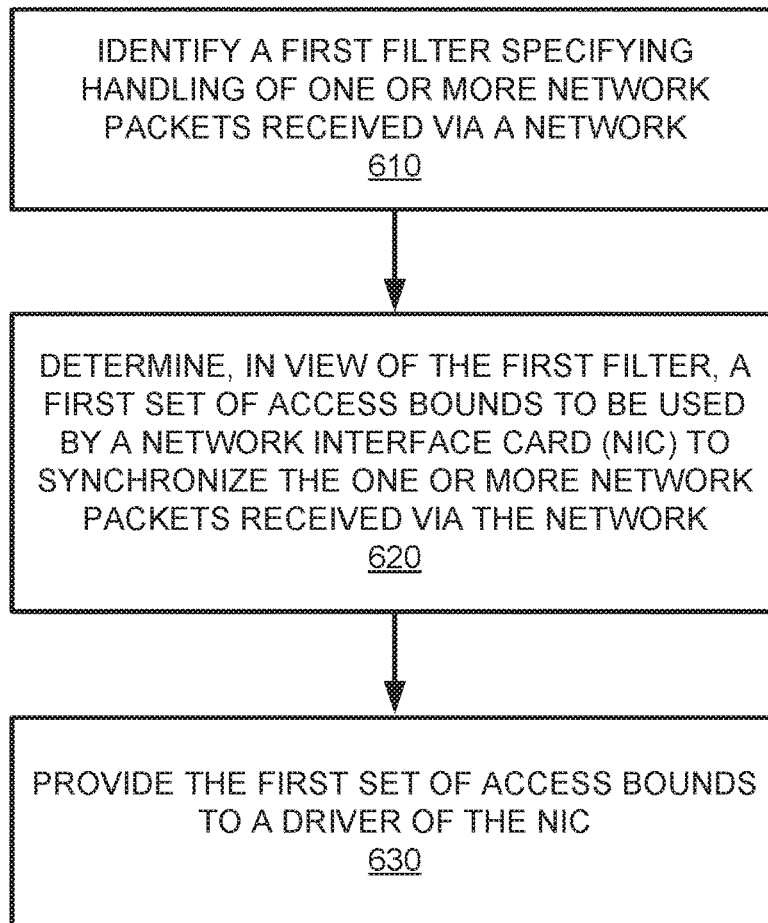 IDENTIFY A FIRST FILTER SPECIFYING
HANDLING OF ONE OR MORE NETWORK
PACKETS RECEIVED VIA A NETWORK
610
DETERMINE, IN VIEW OF THE FIRST FILTER, A
FIRST SET OF ACCESS BOUNDS TO BE USED
BY A NETWORK INTERFACE CARD (NIC) TO
SYNCHRONIZE THE ONE OR MORE NETWORK
PACKETS RECEIVED VIA THE NETWORK
620
PROVIDE THE FIRST SET OF ACCESS BOUNDS
TO A DRIVER OF THE NIC
630